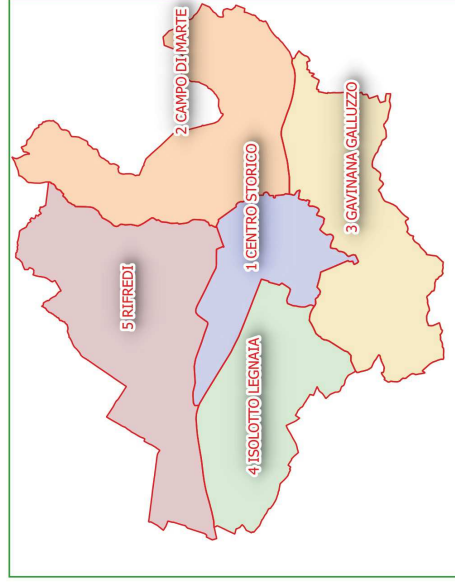 2 CAMPO DI MARTE
1 CENTRO STORICO
3 GAVINANA GALLUZZO
5 RIFREDI
4 ISOLOTTO LEGNAIA